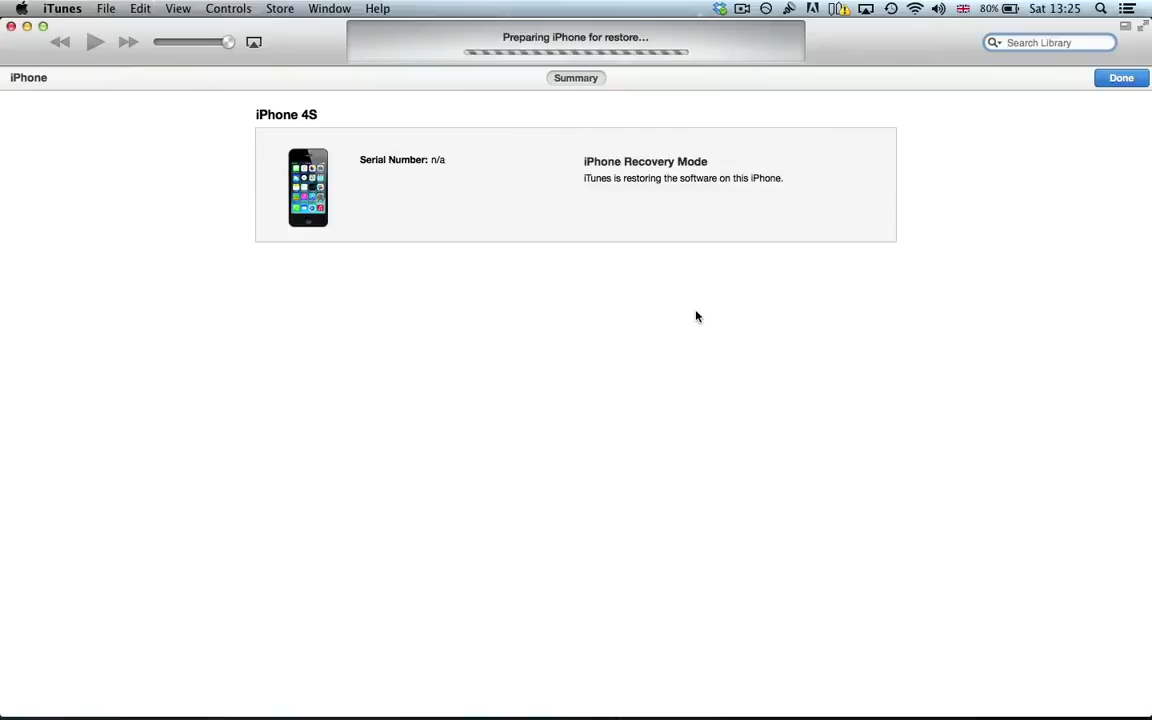 iTunes File Edit View Controls Store Window Help 80% Sat 13:25
Preparing iPhone for restore...
Search Library
iPhone Summary Done
iPhone 4S
Serial Number: n/a
iPhone Recovery Mode
iTunes is restoring the software on this iPhone.